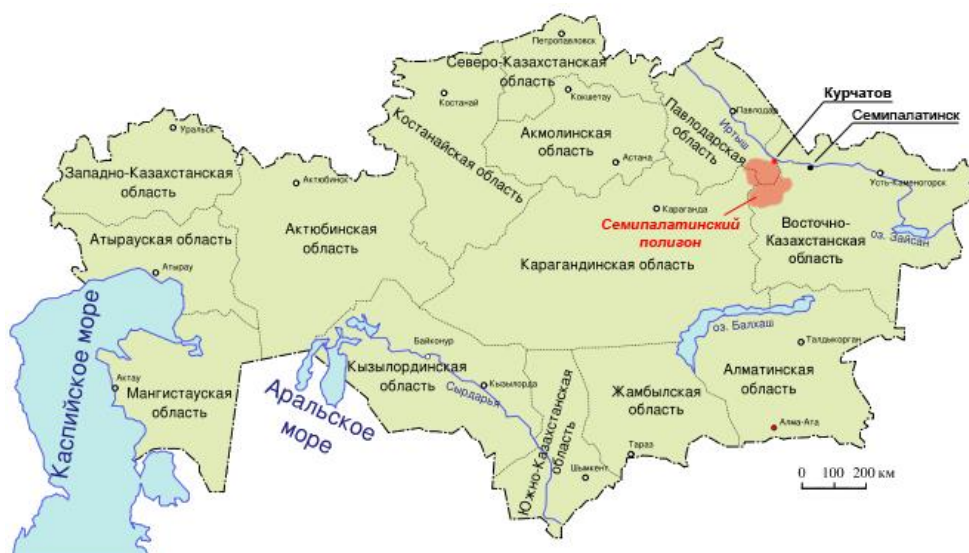 Петропавловск
Северо-Казахстанская
область
Костанай
Кокшетау
Костанайская область
Акмолинская
область
Астана
Павлодарская
область
Павлодар
Иртыш
Курчатов
Семипалатинск
Уральск
Западно-Казахстанская
область
Актюбинск
Актюбинская
область
Атырауская область
Атырау
Караганда
Семипалатинский
полигон
Карагандинская область
Усть-Каменогорск
Восточно-
Казахстанская
область
оз. Зайсан
Каспийское море
Актау
Мангистауская
область
Аральское
море
Байконур
Кызылординская
область
Сырдарья
Кызылорда
Южно-Казахстанская
область
Шымкент
Жамбылская
область
Тараз
оз. Балхаш
Талдыкорган
Алматинская
область
Алма-Ата
0 100 200 км